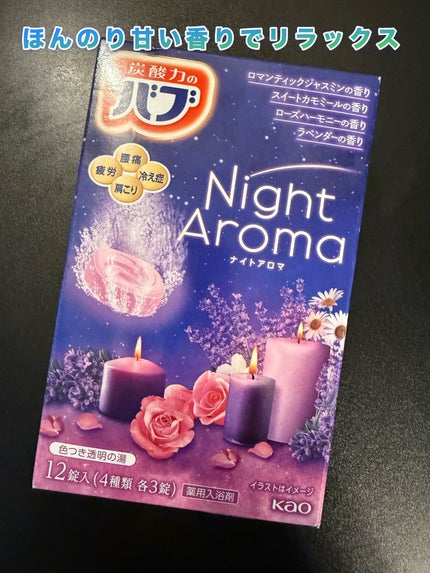 ほんのり甘い香りでリラックス
炭酸力の
バブ
ロマンティックジャスミンの香り
スイートカモミールの香り
ローズハーモニーの香り
ラベンダーの香り
腰痛
疲労
冷え症
肩こり
Night
Aroma
ナイトアロマ
色つき透明の湯
12錠入(4種類 各3錠)
薬用入浴剤
イラストはイメージ
Kao